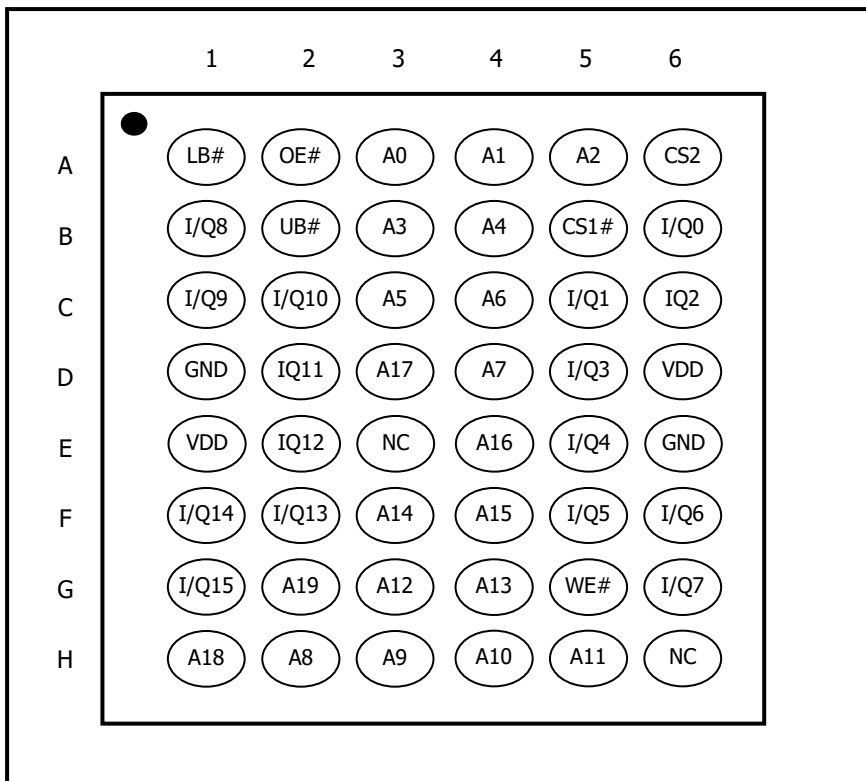 1 2 3 4 5 6
A LB# OE# A0 A1 A2 CS2
B I/Q8 UB# A3 A4 CS1# I/Q0
C I/Q9 I/Q10 A5 A6 I/Q1 IQ2
D GND IQ11 A17 A7 I/Q3 VDD
E VDD IQ12 NC A16 I/Q4 GND
F I/Q14 I/Q13 A14 A15 I/Q5 I/Q6
G I/Q15 A19 A12 A13 WE# I/Q7
H A18 A8 A9 A10 A11 NC